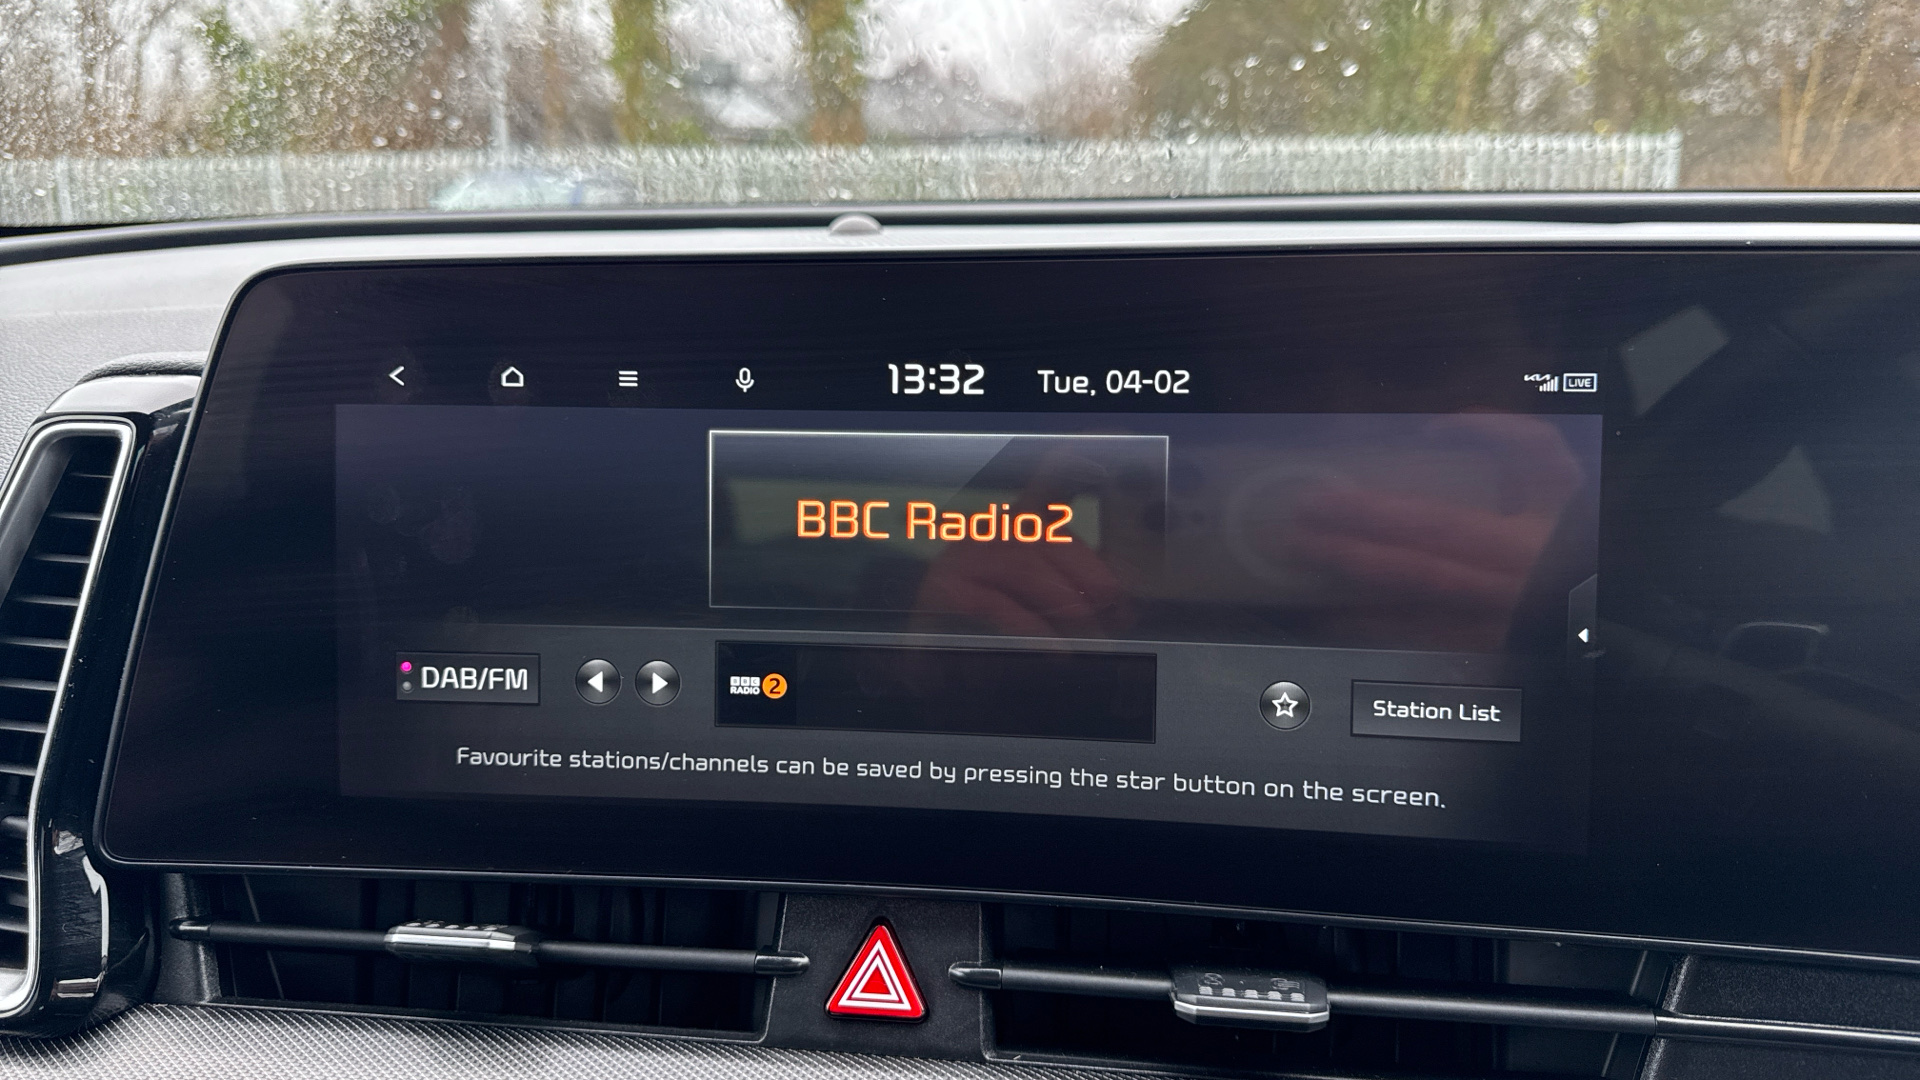 13:32 Tue, 04-02 LIVE
BBC Radio2
DAB/FM
BBC
RADIO 2
Station List
Favourite stations/channels can be saved by pressing the star button on the screen.